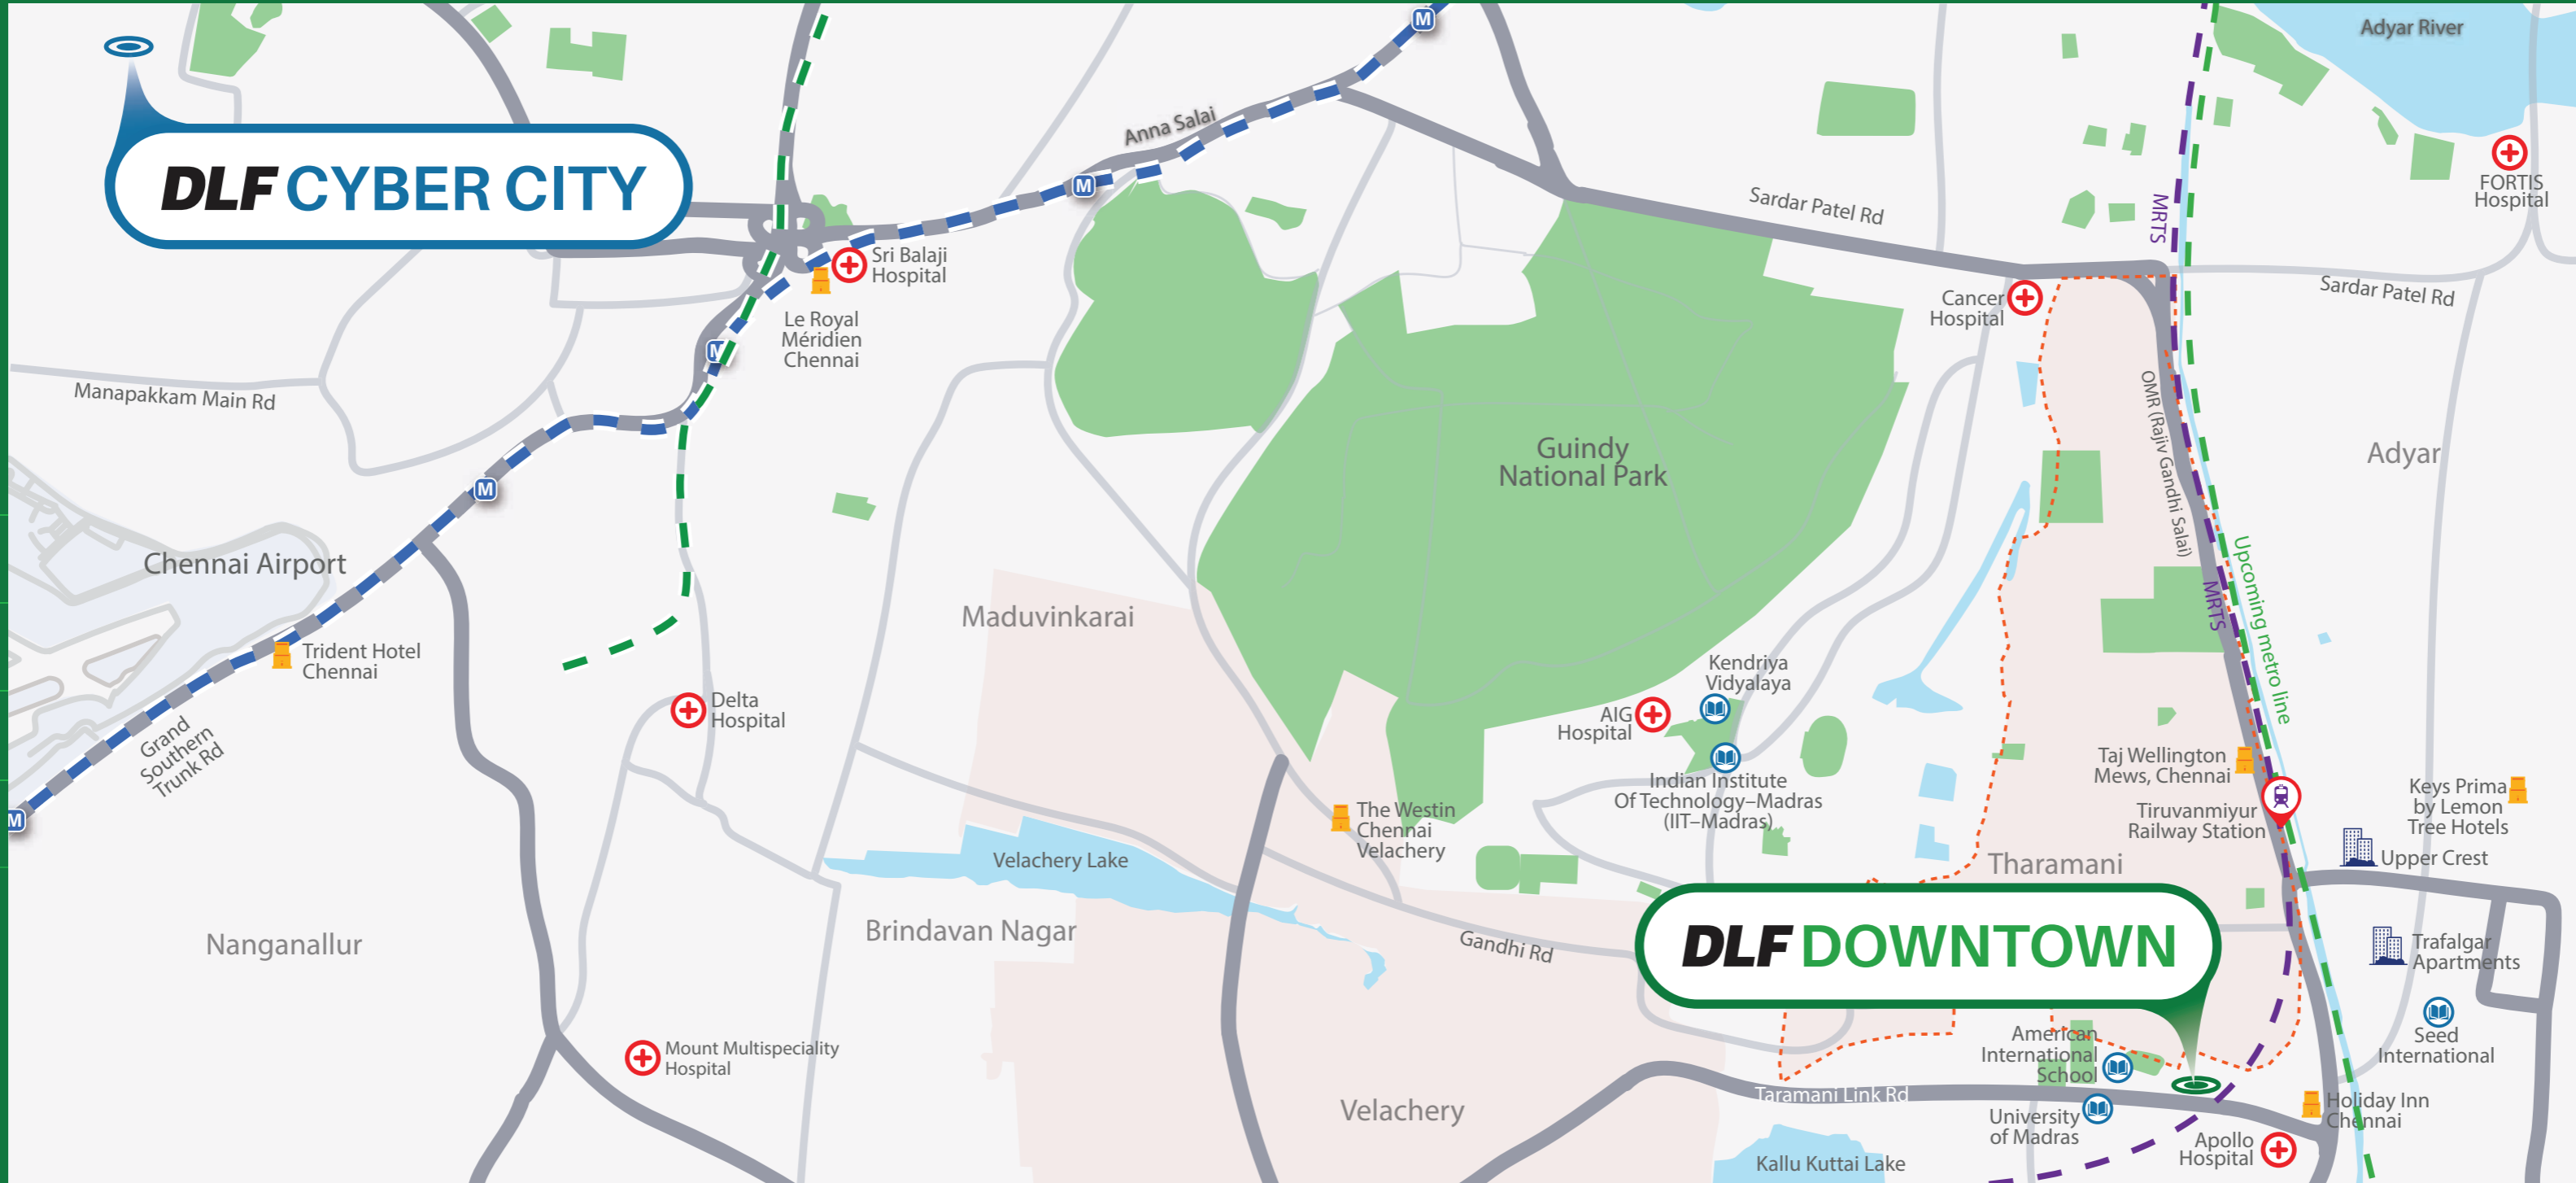 Adyar River
M
Anna Salai
DLF CYBER CITY
M
FORTIS
Hospital
Sardar Patel Rd
MRTS
Sri Balaji
Hospital
Le Royal
Méridien
Chennai
Cancer
Hospital
Sardar Patel Rd
M
Manapakkam Main Rd
OMR (Rajiv Gandhi Salai)
Guindy
National Park
Adyar
M
Chennai Airport
Upcoming metro line
MRTS
Maduvinkarai
Trident Hotel
Chennai
Kendriya
Vidyalaya
Delta
Hospital
AIG
Hospital
Grand
Southern
Trunk Rd
Indian Institute
Of Technology–Madras
(IIT–Madras)
Taj Wellington
Mews, Chennai
Keys Prima
by Lemon
Tree Hotels
Tiruvanmiyur
Railway Station
M
The Westin
Chennai
Velachery
Velachery Lake
Tharamani
Upper Crest
Brindavan Nagar
Nanganallur
Gandhi Rd
DLF DOWNTOWN
Trafalgar
Apartments
Seed
International
American
International
School
Mount Multispeciality
Hospital
Taramani Link Rd
Velachery
University
of Madras
Holiday Inn
Chennai
Apollo
Hospital
Kallu Kuttai Lake